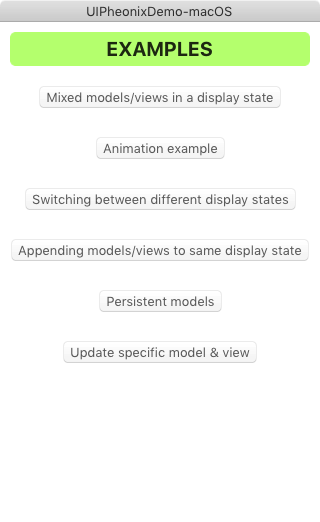 UIPheonixDemo-macOS
EXAMPLES
Mixed models/views in a display state
Animation example
Switching between different display states
Appending models/views to same display state
Persistent models
Update specific model & view